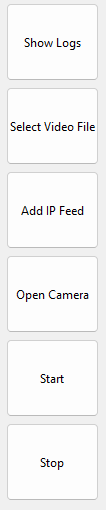 Show Logs
Select Video File
Add IP Feed
Open Camera
Start
Stop